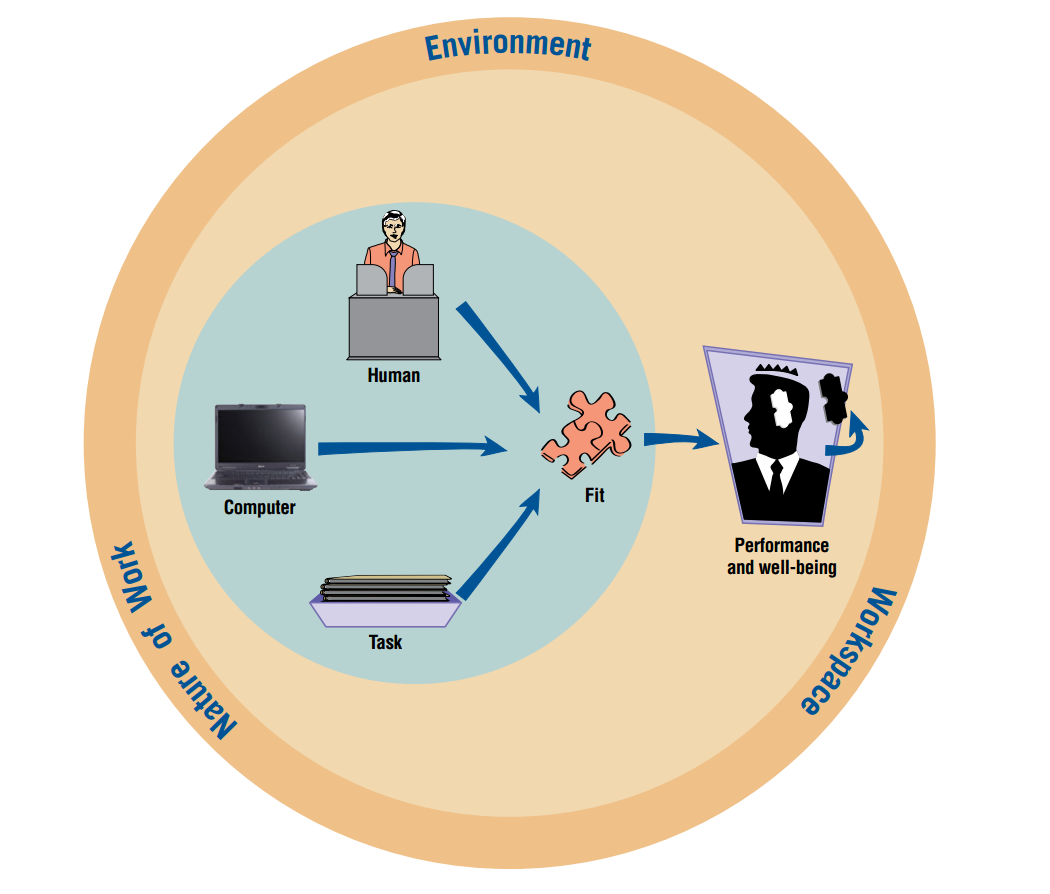 Environment
Human
Computer
Fit
Performance
and well-being
Task
Nature of Work
Workspace